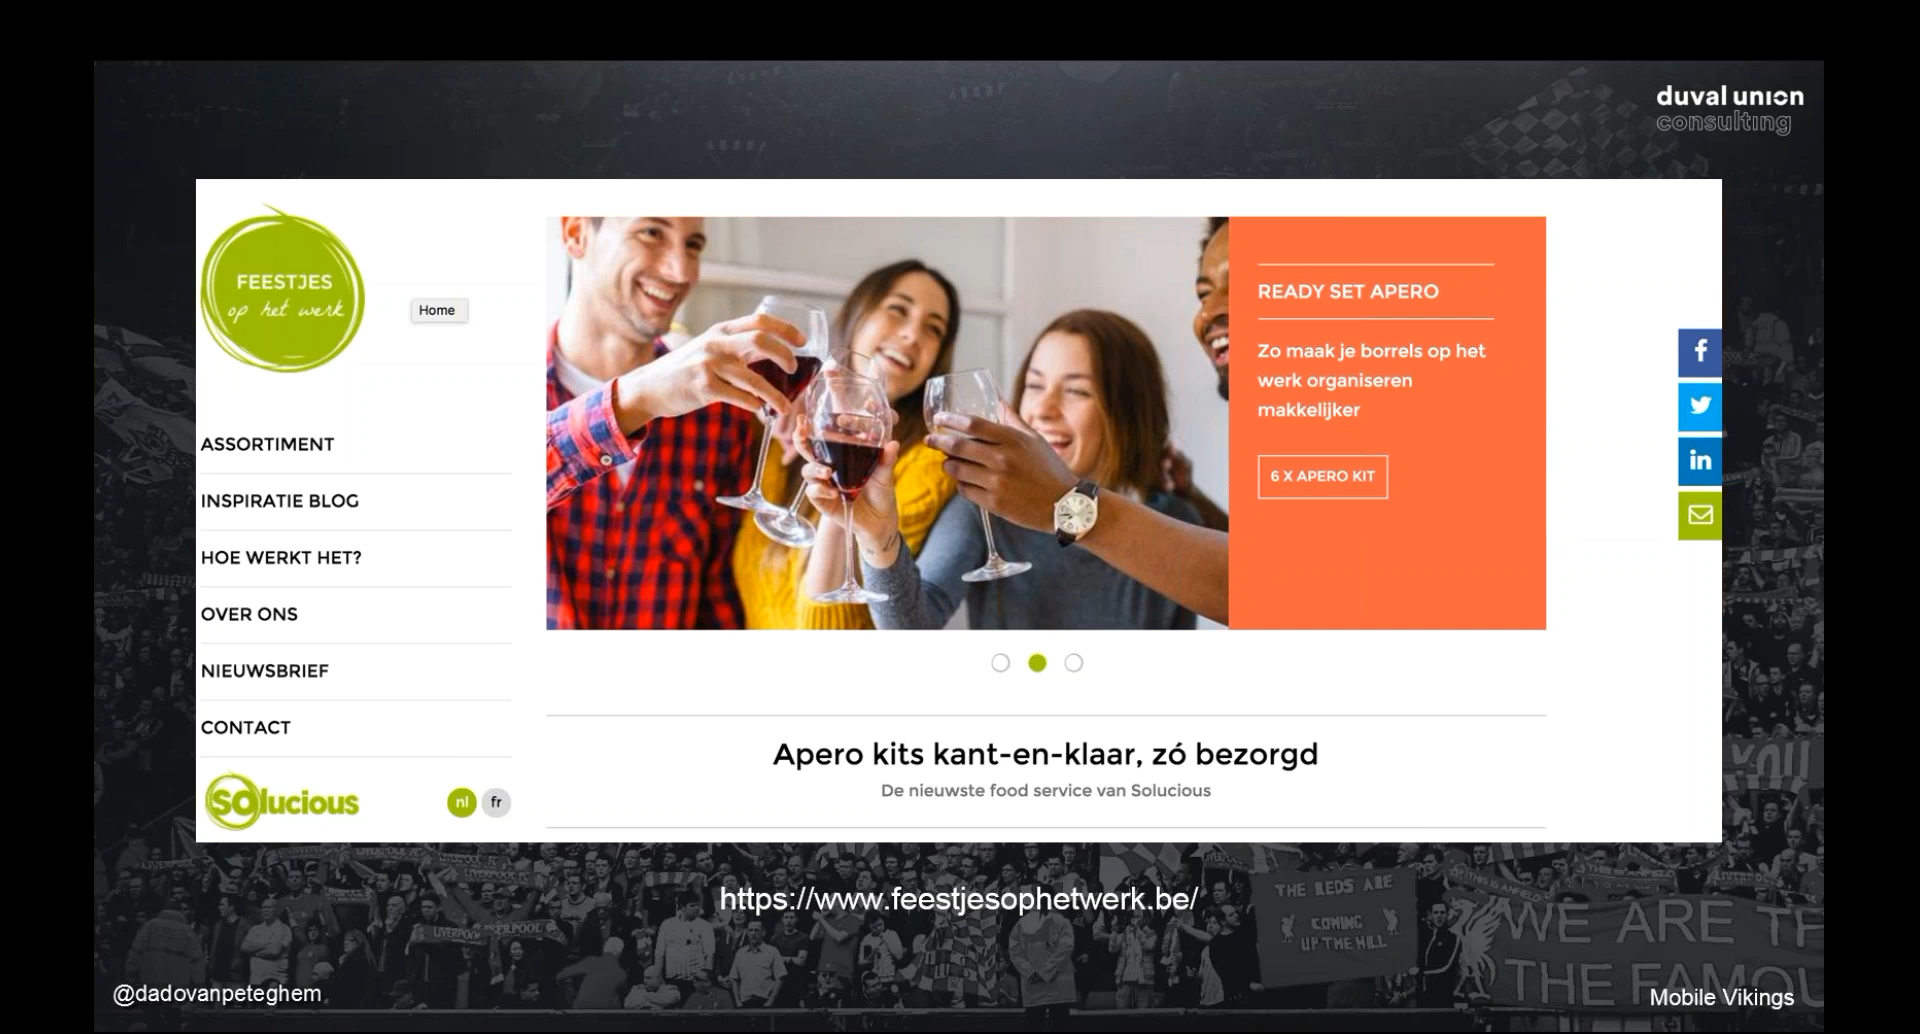 duval union
consulting
FEESTJES
op het werk
Home
ASSORTIMENT
INSPIRATIE BLOG
HOE WERKT HET?
OVER ONS
NIEUWSBRIEF
CONTACT
SOlucious
nl
fr
READY SET APERO
Zo maak je borrels op het
werk organiseren
makkelijker
6 X APERO KIT
f
in
Apero kits kant-en-klaar, zó bezorgd
De nieuwste food service van Solucious
https://www.feestjesophetwerk.be/
YOU
LIVERPOOL
THE REDS ARE
COMING
UP THE HILL
WE ARE
THE FAMOU
@dadovanpeteghem
Mobile Vikings